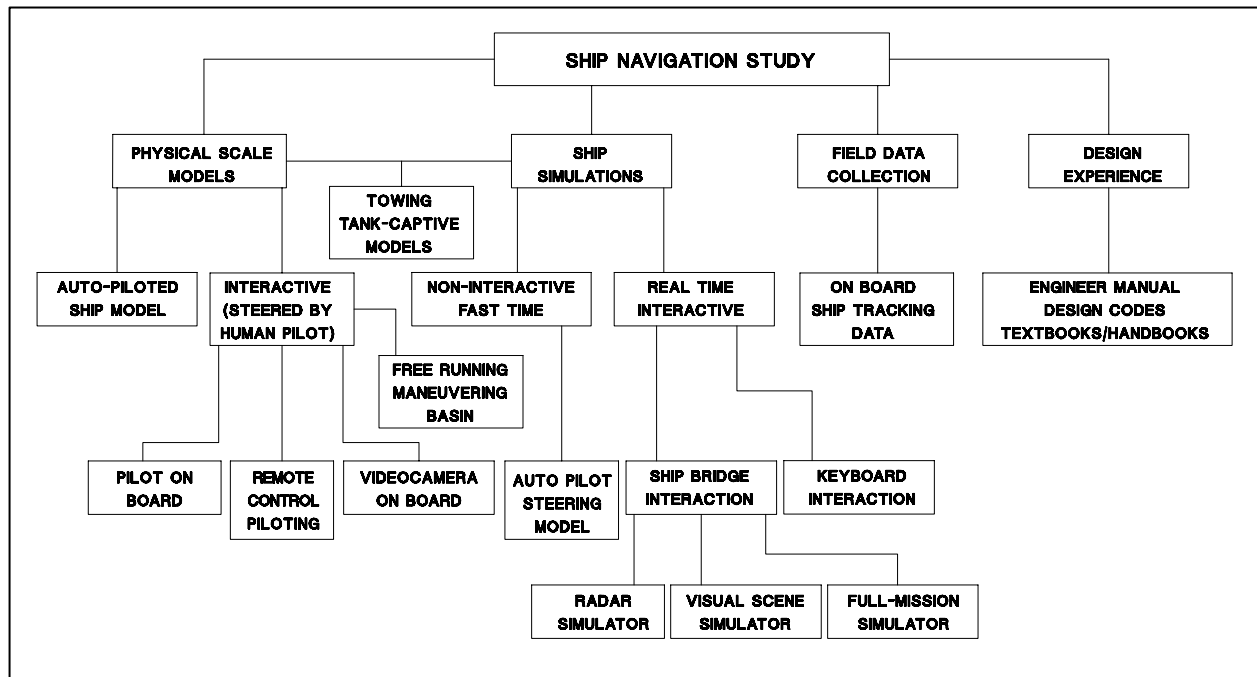 SHIP NAVIGATION STUDY
PHYSICAL SCALE
MODELS
SHIP
SIMULATIONS
FIELD DATA
COLLECTION
DESIGN
EXPERIENCE
TOWING
TANK-CAPTIVE
MODELS
AUTO-PILOTED
SHIP MODEL
INTERACTIVE
(STEERED BY
HUMAN PILOT)
NON-INTERACTIVE
FAST TIME
REAL TIME
INTERACTIVE
ON BOARD
SHIP TRACKING
DATA
ENGINEER MANUAL
DESIGN CODES
TEXTBOOKS/HANDBOOKS
FREE RUNNING
MANEUVERING
BASIN
PILOT ON
BOARD
REMOTE
CONTROL
PILOTING
VIDEOCAMERA
ON BOARD
AUTO PILOT
STEERING
MODEL
SHIP BRIDGE
INTERACTION
KEYBOARD
INTERACTION
RADAR
SIMULATOR
VISUAL SCENE
SIMULATOR
FULL-MISSION
SIMULATOR